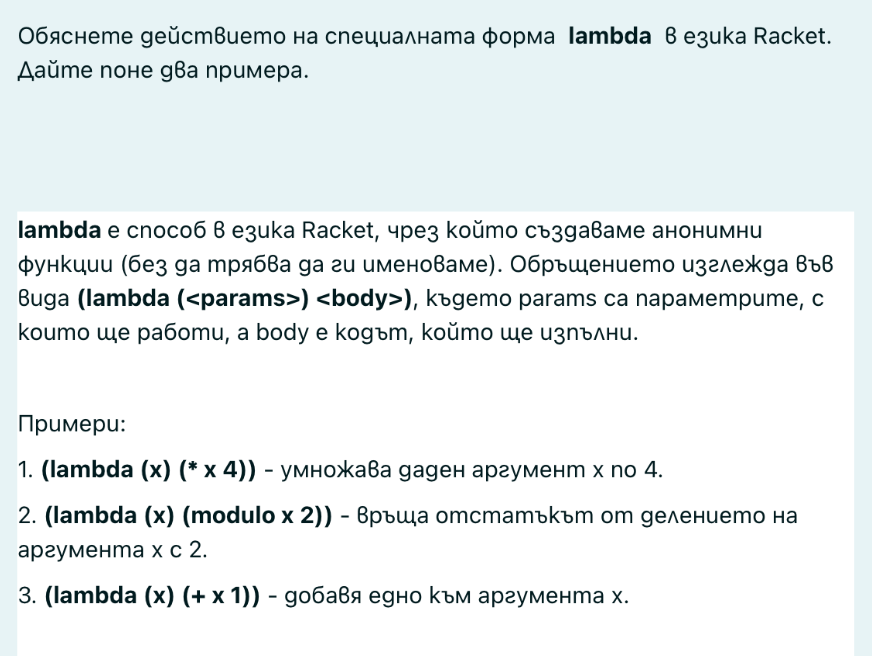 Обяснете действието на специалната форма lambda в езика Racket.
Дайте поне два примера.
lambda е способ в езика Racket, чрез който създаваме анонимни
функции (без да трябва да ги именоваме). Обръщението изглежда във
вида (lambda (<params>) <body>), където params са параметрите, с
които ще работи, а body е кодът, който ще изпълни.
Примери:
1. (lambda (x) (* x 4)) - умножава даден аргумент x по 4.
2. (lambda (x) (modulo x 2)) - връща отстатъкът от делението на
аргумента x с 2.
3. (lambda (x) (+ x 1)) - добавя едно към аргумента x.